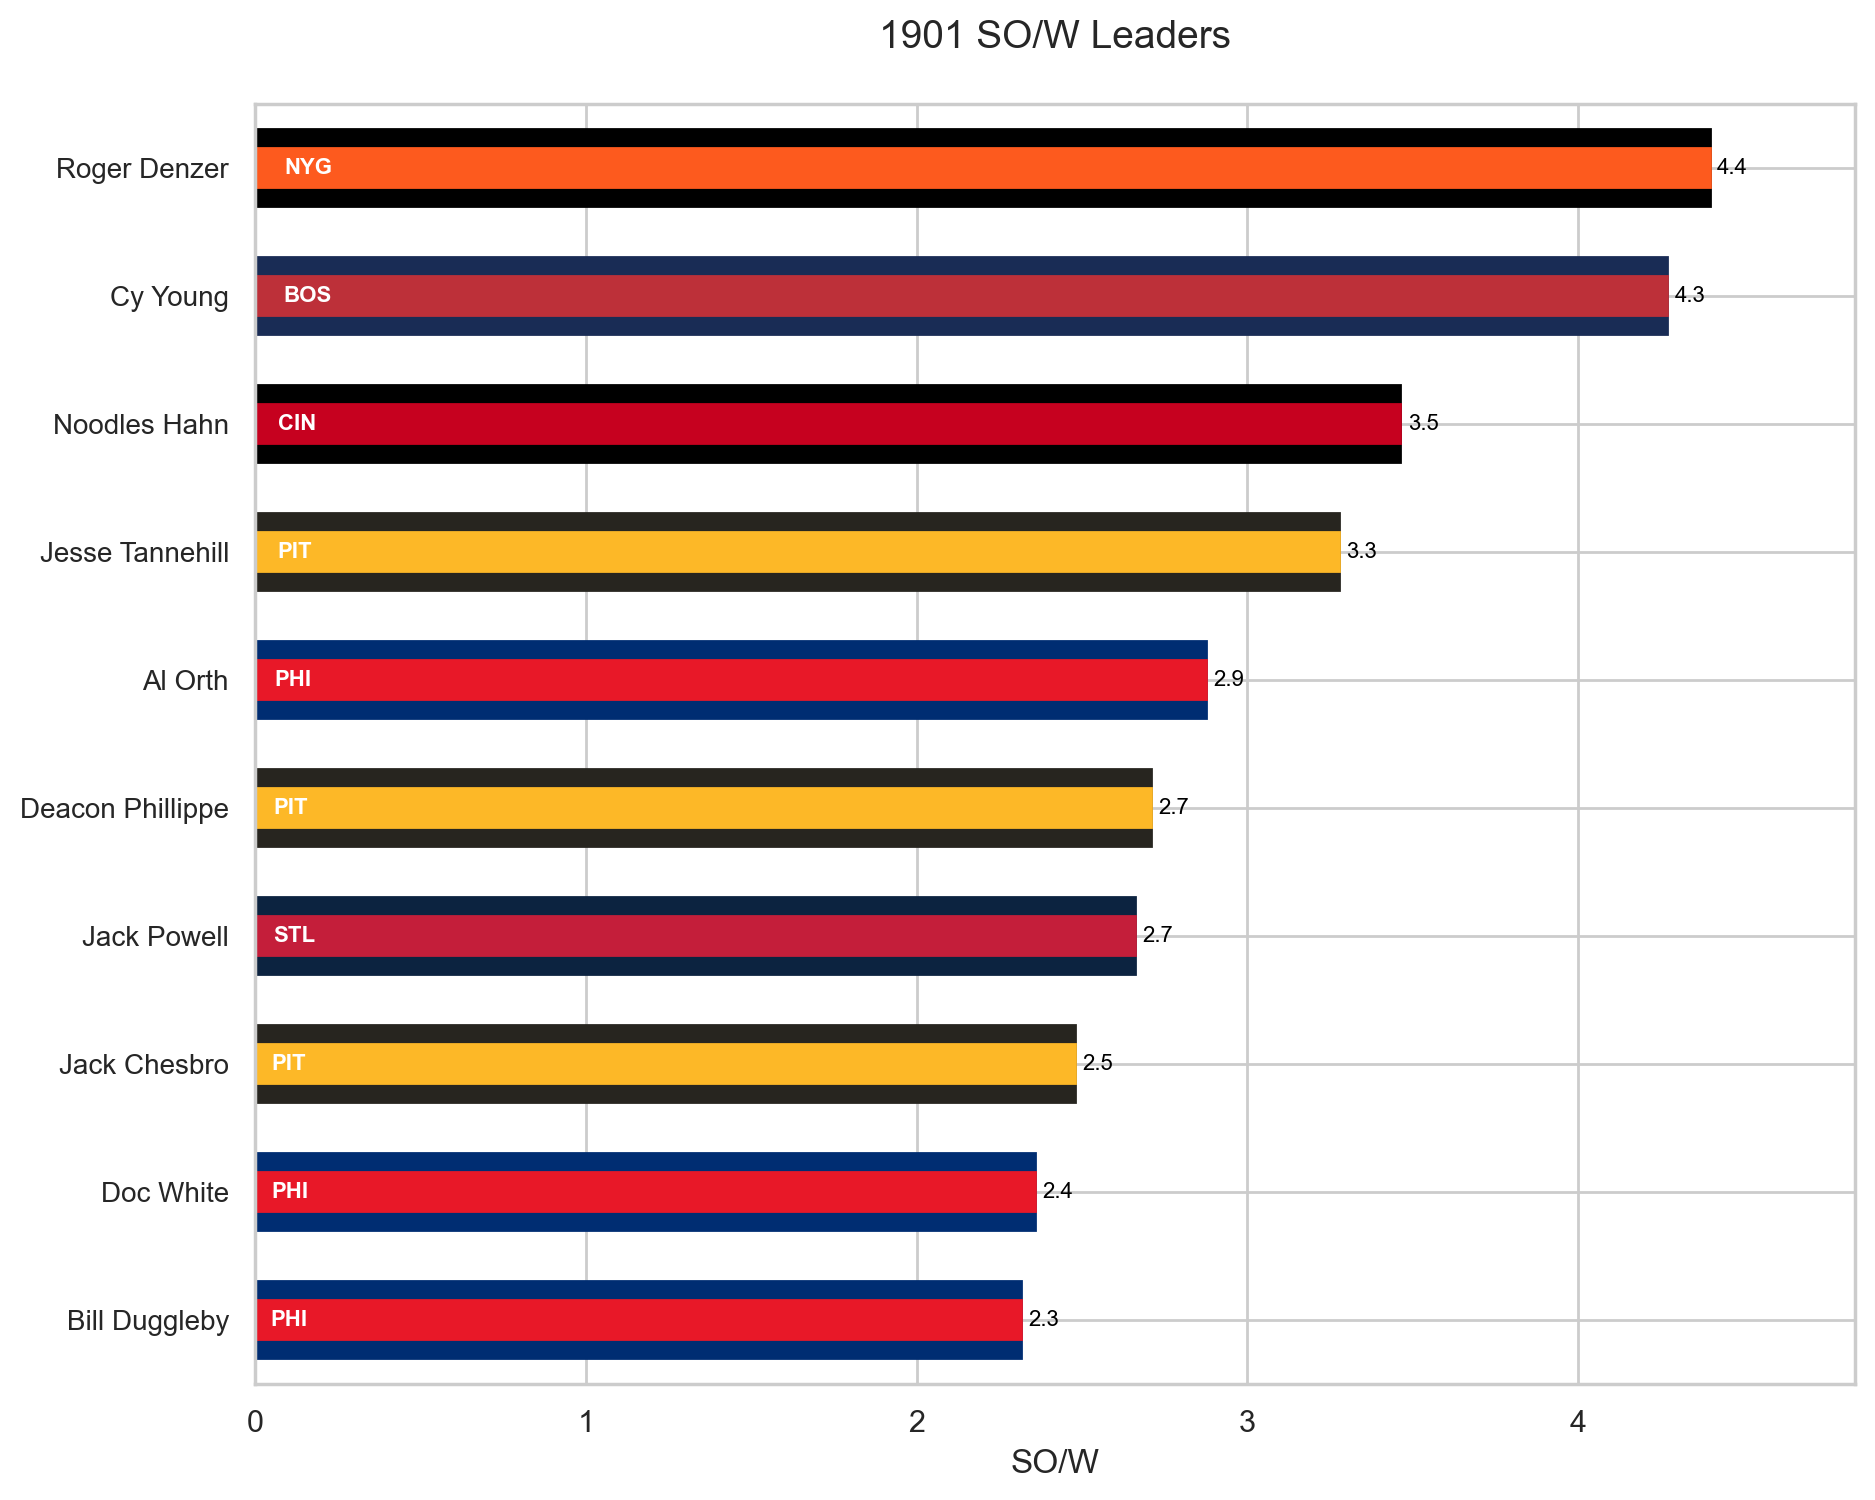 1901 SO/W Leaders
Roger Denzer NYG 4.4
Cy Young BOS 4.3
Noodles Hahn CIN 3.5
Jesse Tannehill PIT 3.3
Al Orth PHI 2.9
Deacon Phillippe PIT 2.7
Jack Powell STL 2.7
Jack Chesbro PIT 2.5
Doc White PHI 2.4
Bill Duggleby PHI 2.3
0 1 2 3 4
SO/W